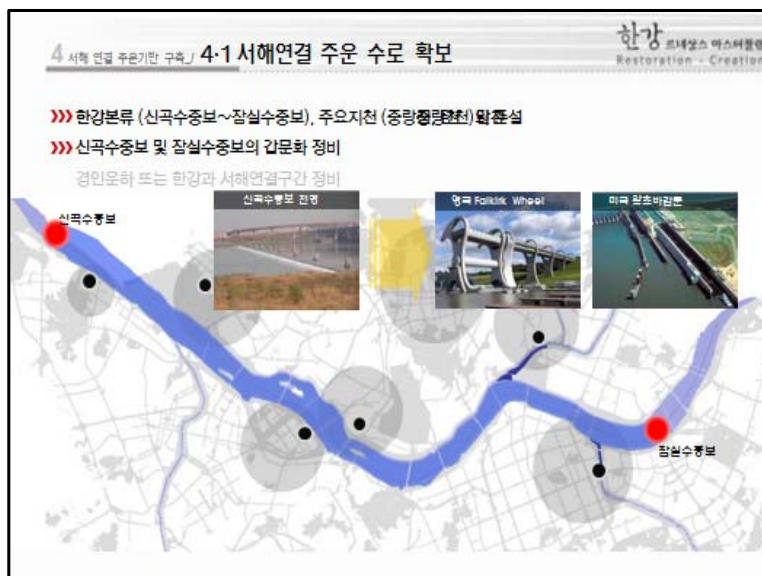 4 서해 연결 주운기반 구축_/ 4·1 서해연결 주운 수로 확보
한강 르네상스 마스터플랜
Restoration - Creation
>>> 한강본류 (신곡수중보~잠실수중보), 주요지천 (중랑천,
>>> 신곡수중보 및 잠실수중보의 갑문화 정비
경인운하 또는 한강과 서해연결구간 정비
신곡수중보
신곡수중보 전경
영국 Falkirk Wheel
미국
잠실수중보